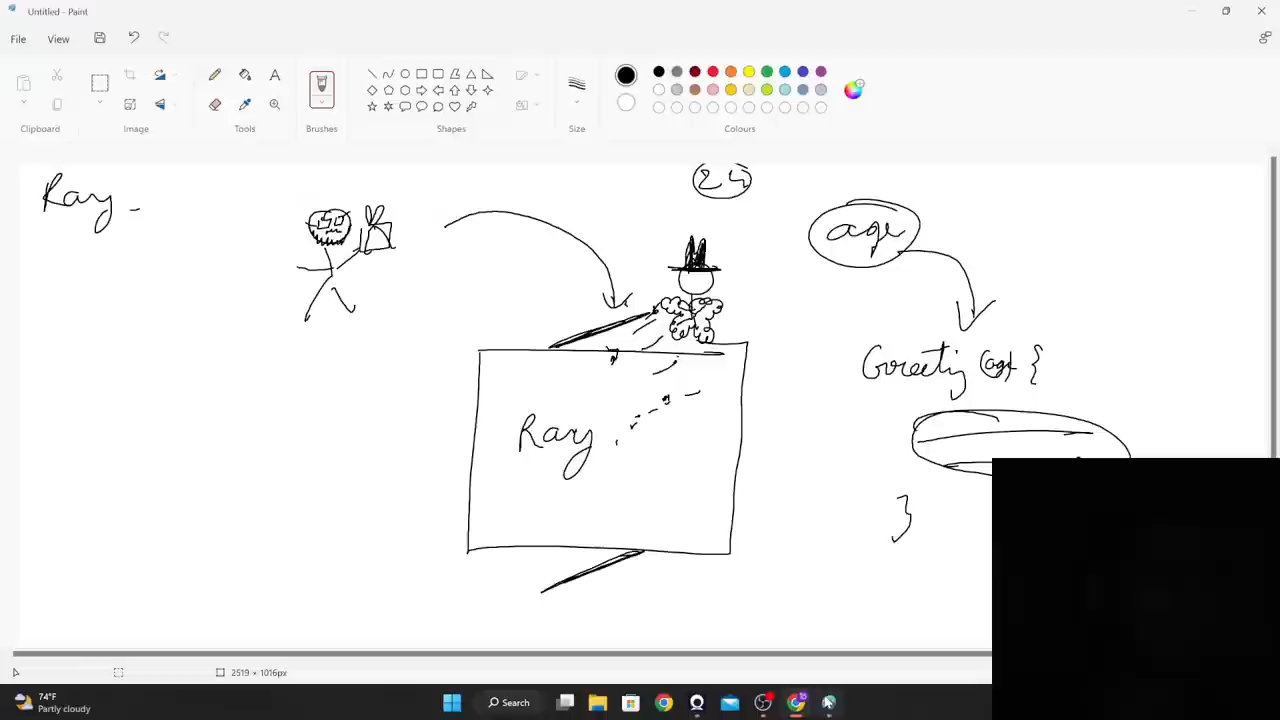 Untitled - Paint
File
View
Clipboard
Image
Tools
Brushes
Shapes
Size
Colours
Ray -
25
age
Greeting (age) {
Ray
}
2519 × 1016px
74°F
Partly cloudy
Search